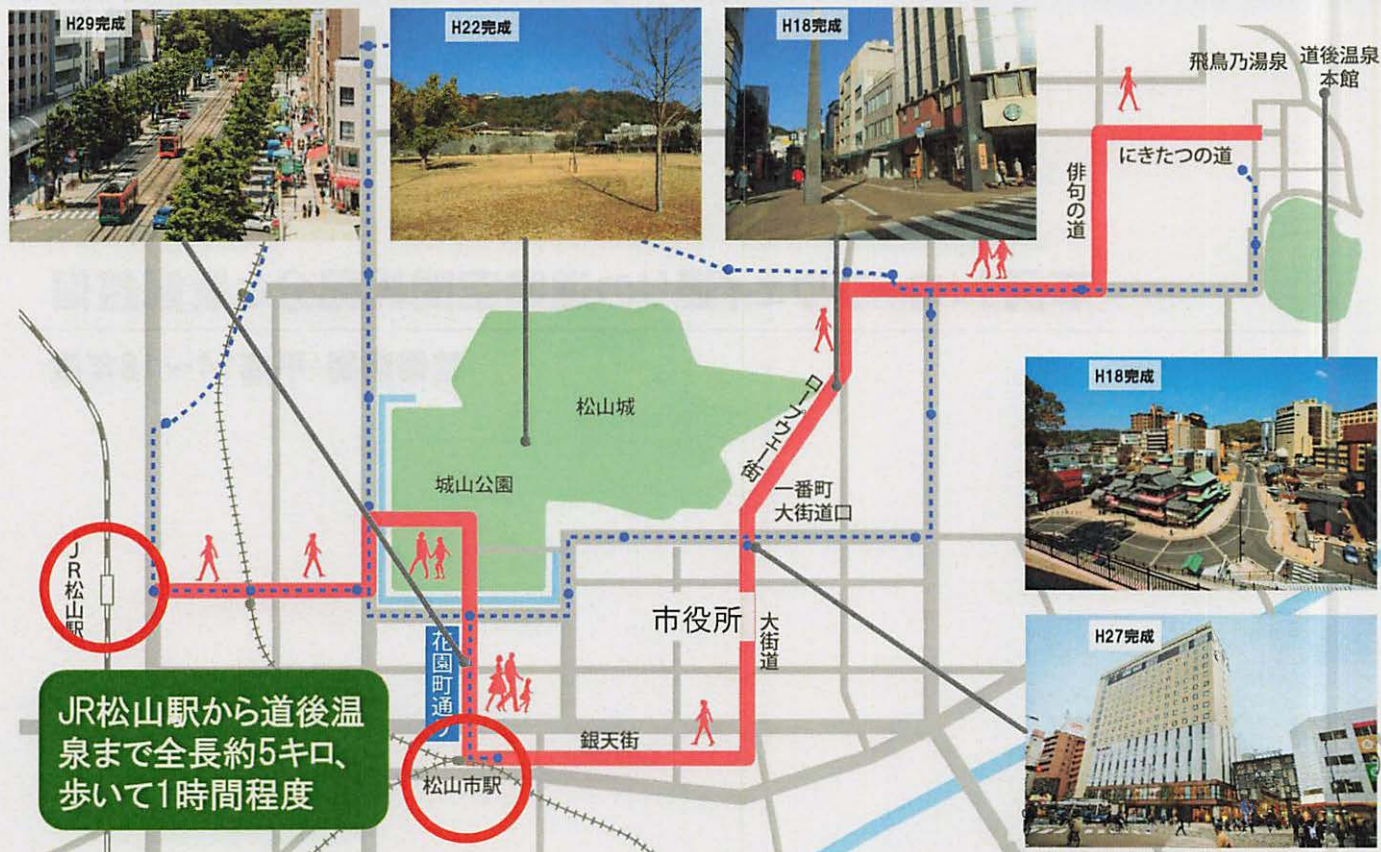 H29完成
H22完成
H18完成
飛鳥乃湯泉
道後温泉
本館
にきたつの道
俳句の道
H18完成
松山城
ロープウェー街
城山公園
一番町
大街道口
JR松山駅
市役所
大街道
花園町通り
H27完成
銀天街
松山市駅
JR松山駅から道後温
泉まで全長約5キロ、
歩いて1時間程度